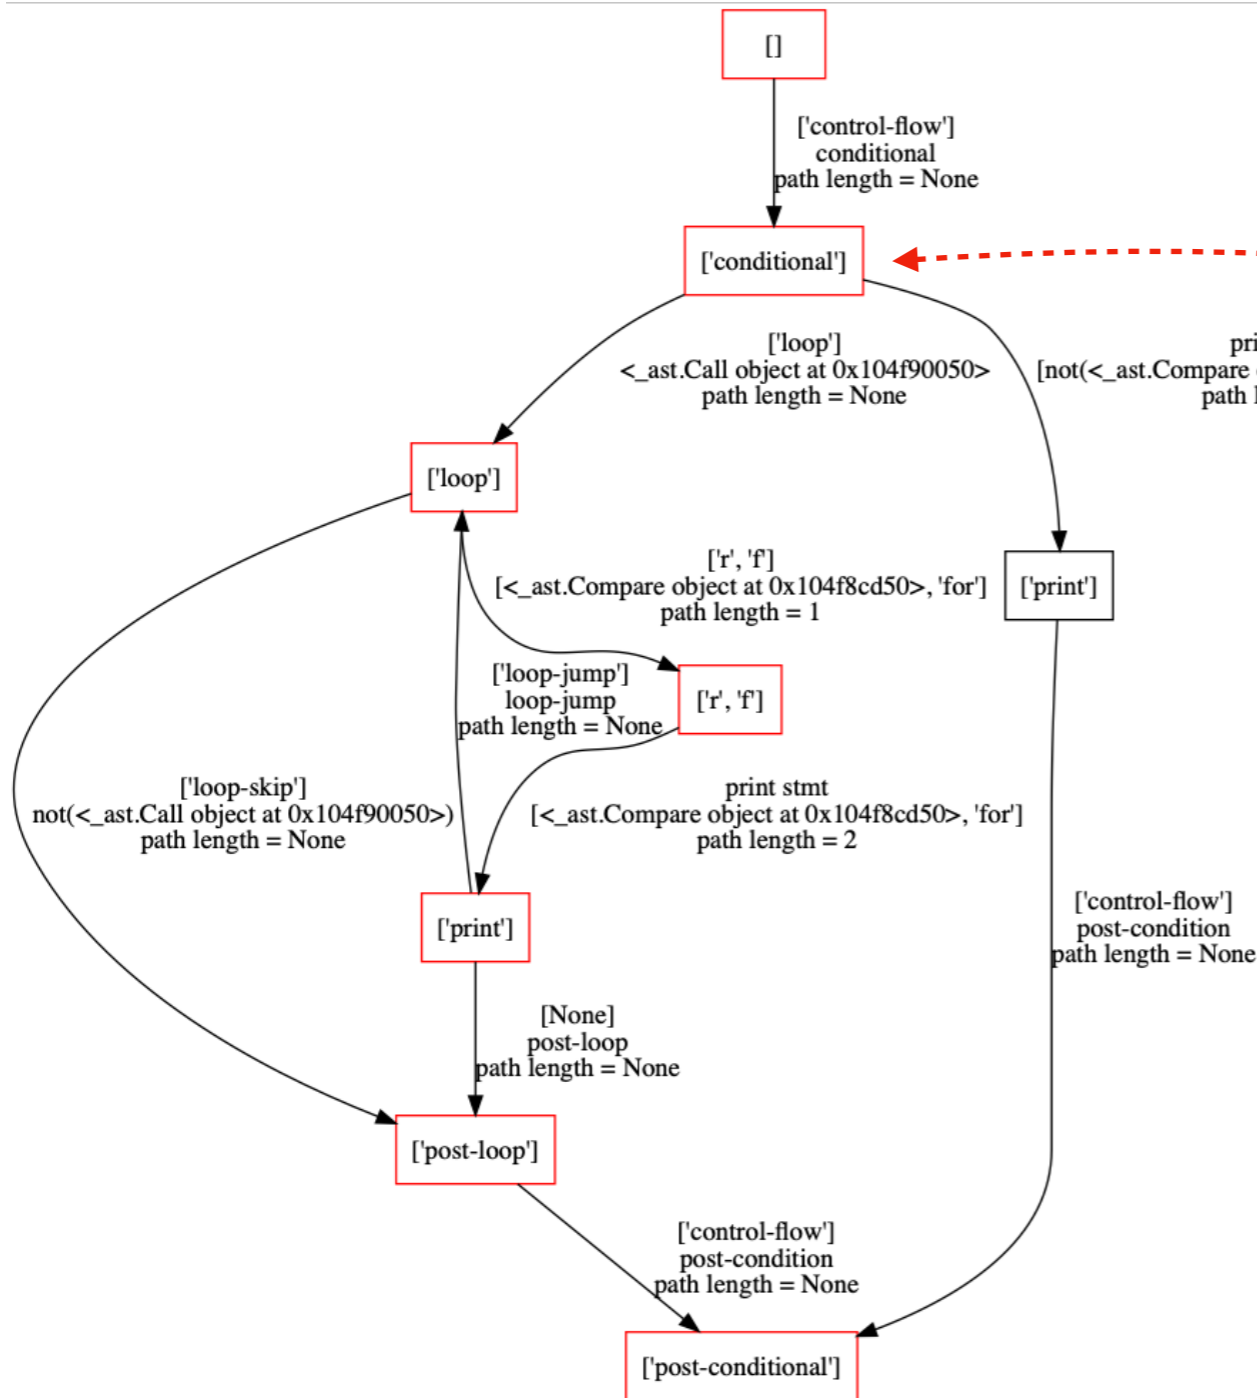 []
['control-flow']
conditional
path length = None
['conditional']
['loop']
<_ast.Call object at 0x104f90050>
path length = None
[not(<_ast.Compare
path
['loop']
['r', 'f']
[<_ast.Compare object at 0x104f8cd50>, 'for']
path length = 1
['print']
['loop-jump']
loop-jump
path length = None
['r', 'f']
['loop-skip']
not(<_ast.Call object at 0x104f90050>)
path length = None
print stmt
[<_ast.Compare object at 0x104f8cd50>, 'for']
path length = 2
['print']
['control-flow']
post-condition
path length = None
[None]
post-loop
path length = None
['post-loop']
['control-flow']
post-condition
path length = None
['post-conditional']